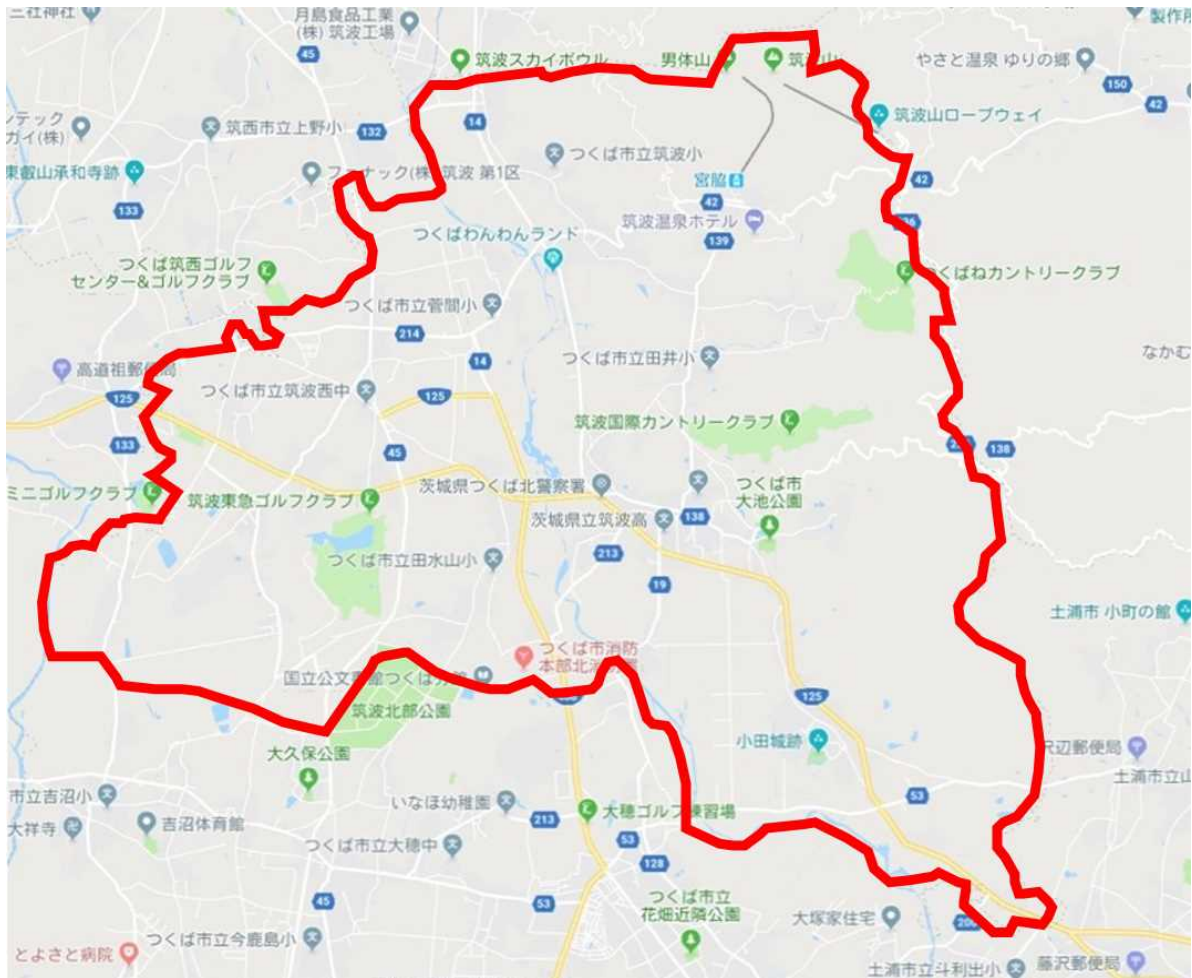 三社神社
月島食品工業
(株) 筑波工場
45
筑波スカイボウル
男体山
やさと温泉 ゆりの郷
150
製作所
42
14
筑西市立上野小
132
筑波山ロープウェイ
東叡山承和寺跡
つくば市立筑波小
133
宮脇
42
42
筑波温泉ホテル
139
つくばわんわんランド
つくば筑西ゴルフ
センター&ゴルフクラブ
つくばねカントリークラブ
つくば市立菅間小
214
14
つくば市立田井小
なかむ
高道祖郵便局
125
つくば市立筑波西中
125
筑波国際カントリークラブ
133
45
138
ミニゴルフクラブ
筑波東急ゴルフクラブ
茨城県つくば北警察署
つくば市
大池公園
茨城県立筑波高
138
213
つくば市立田水山小
19
土浦市 小町の館
つくば市消防
125
筑波北部公園
小田城跡
大久保公園
土浦市立山
53
市立吉沼小
いなほ幼稚園
213
大穂ゴルフ練習場
大祥寺
吉沼体育館
つくば市立大穂中
53
128
つくば市立
花畑近隣公園
45
53
大塚家住宅
つくば市立今鹿島小
とよさと病院
土浦市立斗利出小
藤沢郵便局